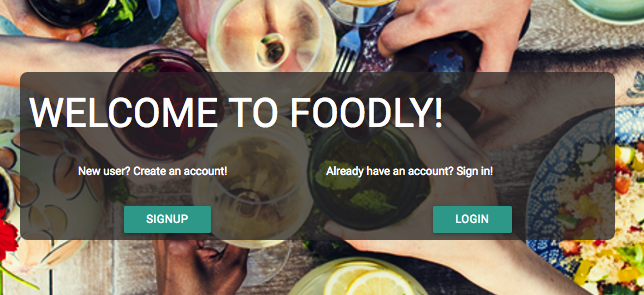 WELCOME TO FOODLY!
New user? Create an account! Already have an account? Sign in!
SIGNUP LOGIN